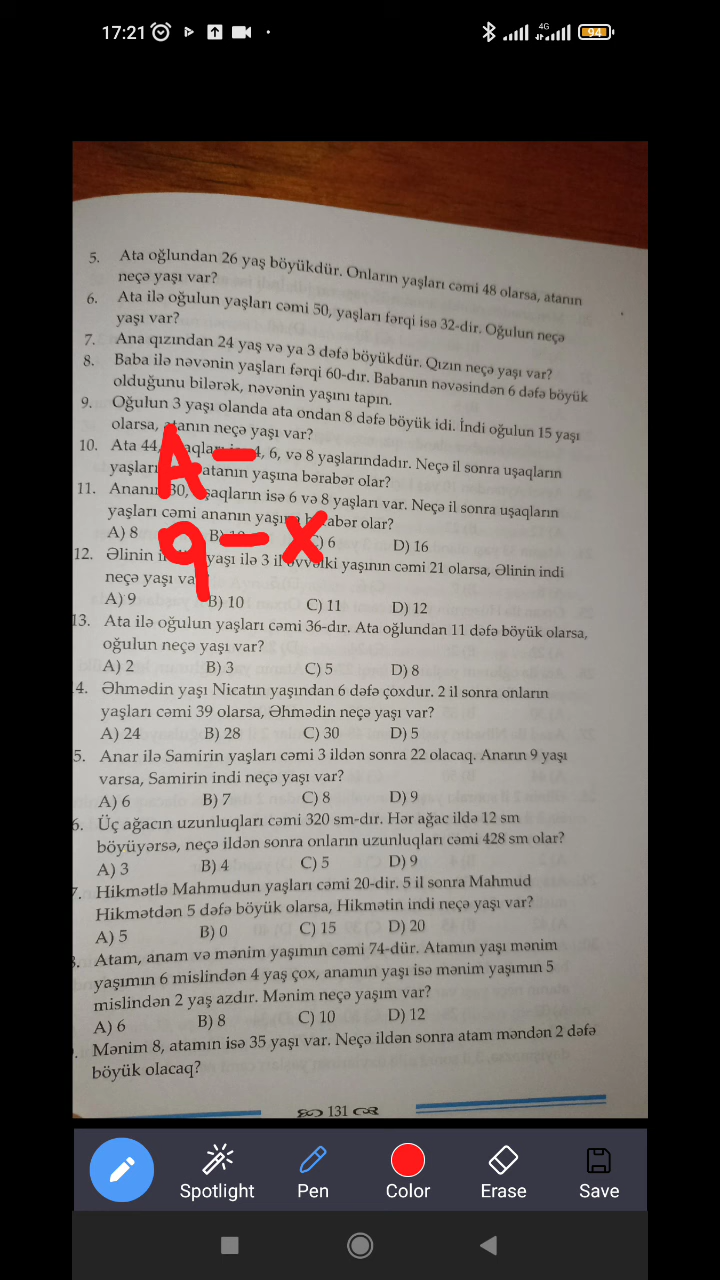 17:21
4G
94
5. Ata oğlundan 26 yaş böyükdür. Onların yaşları cəmi 48 olarsa, atanın
neçə yaşı var?
6. Ata ilə oğulun yaşları cəmi 50, yaşları fərqi isə 32-dir. Oğulun neçə
yaşı var?
7. Ana qızından 24 yaş və ya 3 dəfə böyükdür. Qızın neçə yaşı var?
8. Baba ilə nəvənin yaşları fərqi 60-dır. Babanın nəvəsindən 6 dəfə böyük
olduğunu bilərək, nəvənin yaşını tapın.
9. Oğulun 3 yaşı olanda ata ondan 8 dəfə böyük idi. İndi oğulun 15 yaşı
olarsa, atanın neçə yaşı var?
10. Ata 44, 4, 6, və 8 yaşlarındadır. Neçə il sonra uşaqların
yaşları atanın yaşına bərabər olar?
11. Ananın 30, uşaqların isə 6 və 8 yaşları var. Neçə il sonra uşaqların
yaşları cəmi ananın yaşına bərabər olar?
A) 8 B) C) 6 D) 16
12. Əlinin yaşı ilə 3 il əvvəlki yaşının cəmi 21 olarsa, Əlinin indi
neçə yaşı var
A) 9 B) 10 C) 11 D) 12
13. Ata ilə oğulun yaşları cəmi 36-dır. Ata oğlundan 11 dəfə böyük olarsa,
oğulun neçə yaşı var?
A) 2 B) 3 C) 5 D) 8
4. Əhmədin yaşı Nicatın yaşından 6 dəfə çoxdur. 2 il sonra onların
yaşları cəmi 39 olarsa, Əhmədin neçə yaşı var?
A) 24 B) 28 C) 30 D) 5
5. Anar ilə Samirin yaşları cəmi 3 ildən sonra 22 olacaq. Anarın 9 yaşı
varsa, Samirin indi neçə yaşı var?
A) 6 B) 7 C) 8 D) 9
6. Üç ağacın uzunluqları cəmi 320 sm-dır. Hər ağac ildə 12 sm
böyüyərsə, neçə ildən sonra onların uzunluqları cəmi 428 sm olar?
A) 3 B) 4 C) 5 D) 9
7. Hikmətlə Mahmudun yaşları cəmi 20-dir. 5 il sonra Mahmud
Hikmətdən 5 dəfə böyük olarsa, Hikmətin indi neçə yaşı var?
A) 5 B) 0 C) 15 D) 20
8. Atam, anam və mənim yaşımın cəmi 74-dür. Atamın yaşı mənim
yaşımın 6 mislindən 4 yaş çox, anamın yaşı isə mənim yaşımın 5
mislindən 2 yaş azdır. Mənim neçə yaşım var?
A) 6 B) 8 C) 10 D) 12
Mənim 8, atamın isə 35 yaşı var. Neçə ildən sonra atam məndən 2 dəfə
böyük olacaq?
131
A-
q-x
Spotlight Pen Color Erase Save